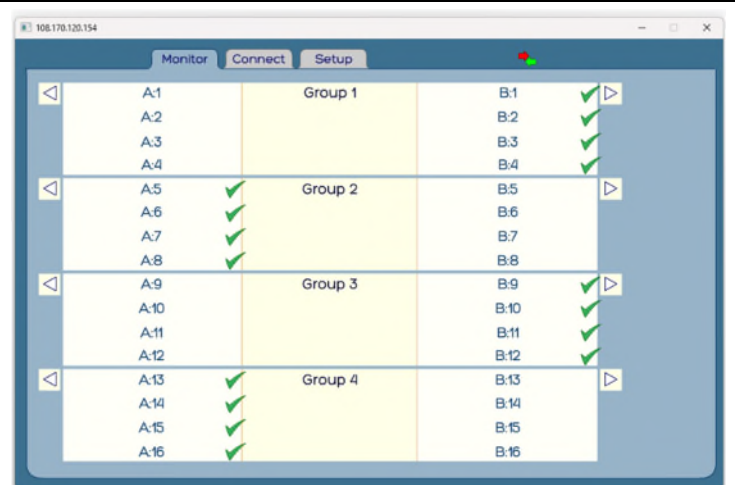 108.170.120.154
Monitor Connect Setup
A:1 Group 1 B:1
A:2 B:2
A:3 B:3
A:4 B:4
A:5 Group 2 B:5
A:6 B:6
A:7 B:7
A:8 B:8
A:9 Group 3 B:9
A:10 B:10
A:11 B:11
A:12 B:12
A:13 Group 4 B:13
A:14 B:14
A:15 B:15
A:16 B:16